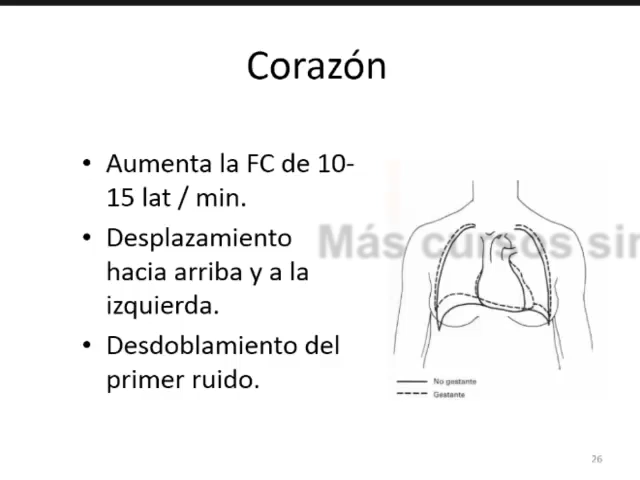 Corazón
• Aumenta la FC de 10-
15 lat / min.
• Desplazamiento
hacia arriba y a la
izquierda.
• Desdoblamiento del
primer ruido.
Más cursos sin
No gestante
Gestante
26